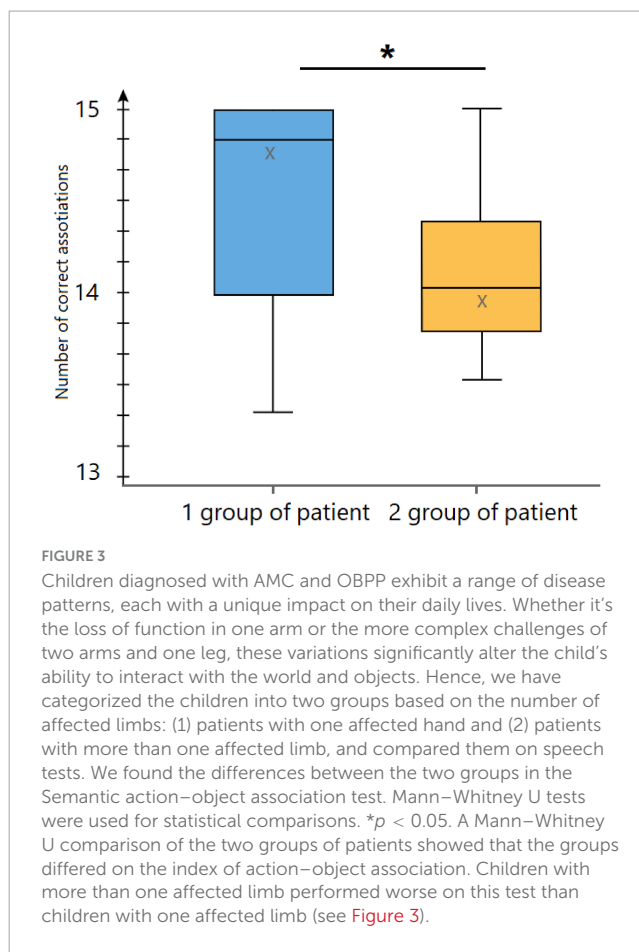 *
15
14
13
Number of correct assotiations
X
X
1 group of patient 2 group of patient
FIGURE 3
Children diagnosed with AMC and OBPP exhibit a range of disease
patterns, each with a unique impact on their daily lives. Whether it’s
the loss of function in one arm or the more complex challenges of
two arms and one leg, these variations significantly alter the child’s
ability to interact with the world and objects. Hence, we have
categorized the children into two groups based on the number of
affected limbs: (1) patients with one affected hand and (2) patients
with more than one affected limb, and compared them on speech
tests. We found the differences between the two groups in the
Semantic action–object association test. Mann–Whitney U tests
were used for statistical comparisons. *p < 0.05. A Mann–Whitney
U comparison of the two groups of patients showed that the groups
differed on the index of action–object association. Children with
more than one affected limb performed worse on this test than
children with one affected limb (see Figure 3).